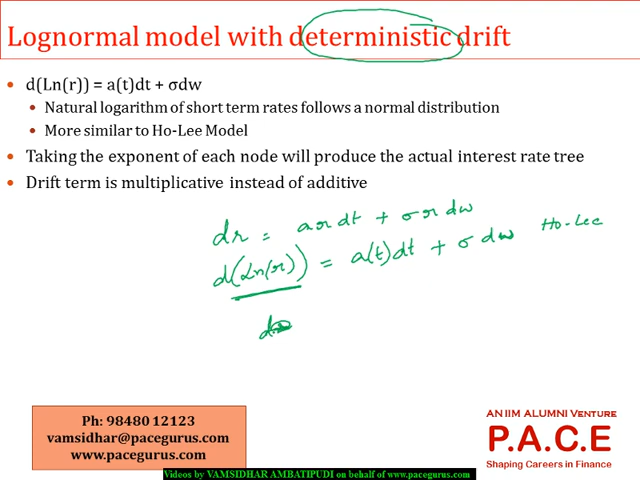 Lognormal model with deterministic drift
• d(Ln(r)) = a(t)dt + σdw
• Natural logarithm of short term rates follows a normal distribution
• More similar to Ho-Lee Model
• Taking the exponent of each node will produce the actual interest rate tree
• Drift term is multiplicative instead of additive
dr = ar dt + σr dw
d(Ln(r)) = a(t)dt + σ dw Ho-Lee
Ph: 98480 12123
vamsidhar@pacegurus.com
www.pacegurus.com
AN IIM ALUMNI VENTURE
P.A.C.E
Shaping Careers in Finance
Videos by VAMSIDHAR AMBATIPUDI on behalf of www.pacegurus.com